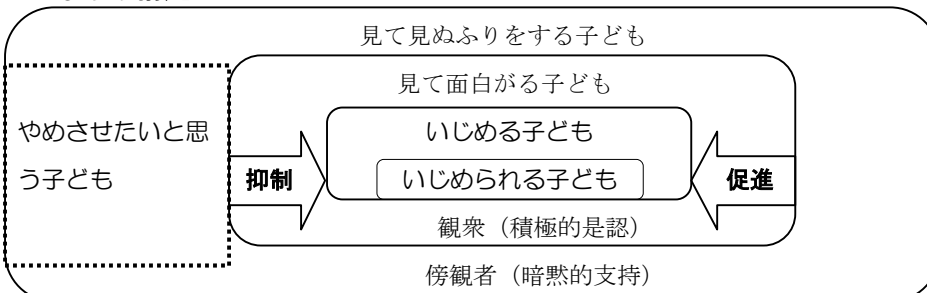 見て見ぬふりをする子ども
見て面白がる子ども
やめさせたいと思
う子ども
いじめる子ども
抑制
いじめられる子ども
促進
観衆（積極的是認）
傍観者（暗黙的支持）